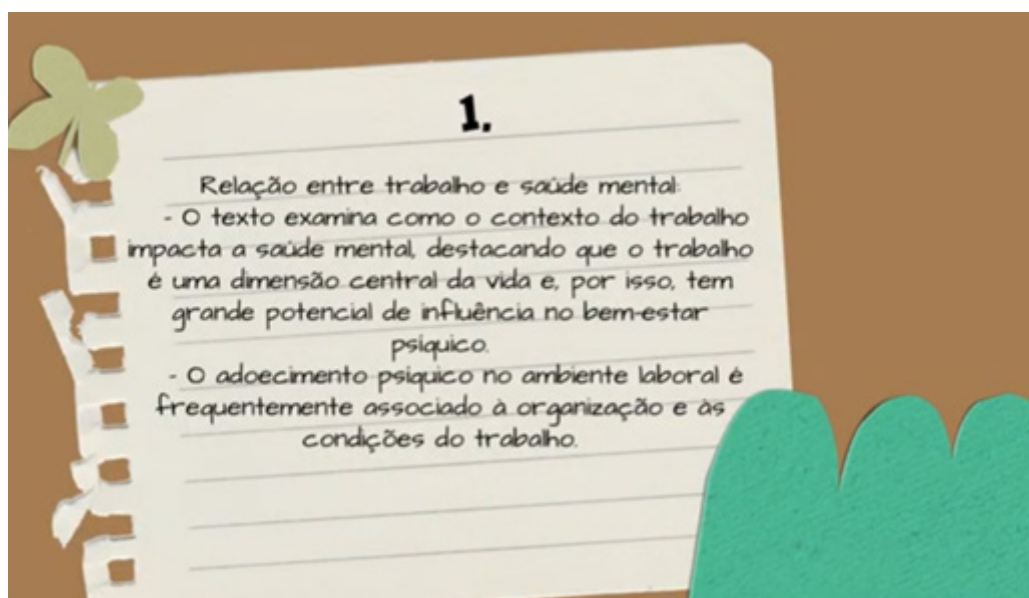 1.
Relação entre trabalho e saúde mental:
- O texto examina como o contexto do trabalho
impacta a saúde mental, destacando que o trabalho
é uma dimensão central da vida e, por isso, tem
grande potencial de influência no bem-estar
psíquico.
- O adoecimento psíquico no ambiente laboral é
frequentemente associado à organização e às
condições do trabalho.